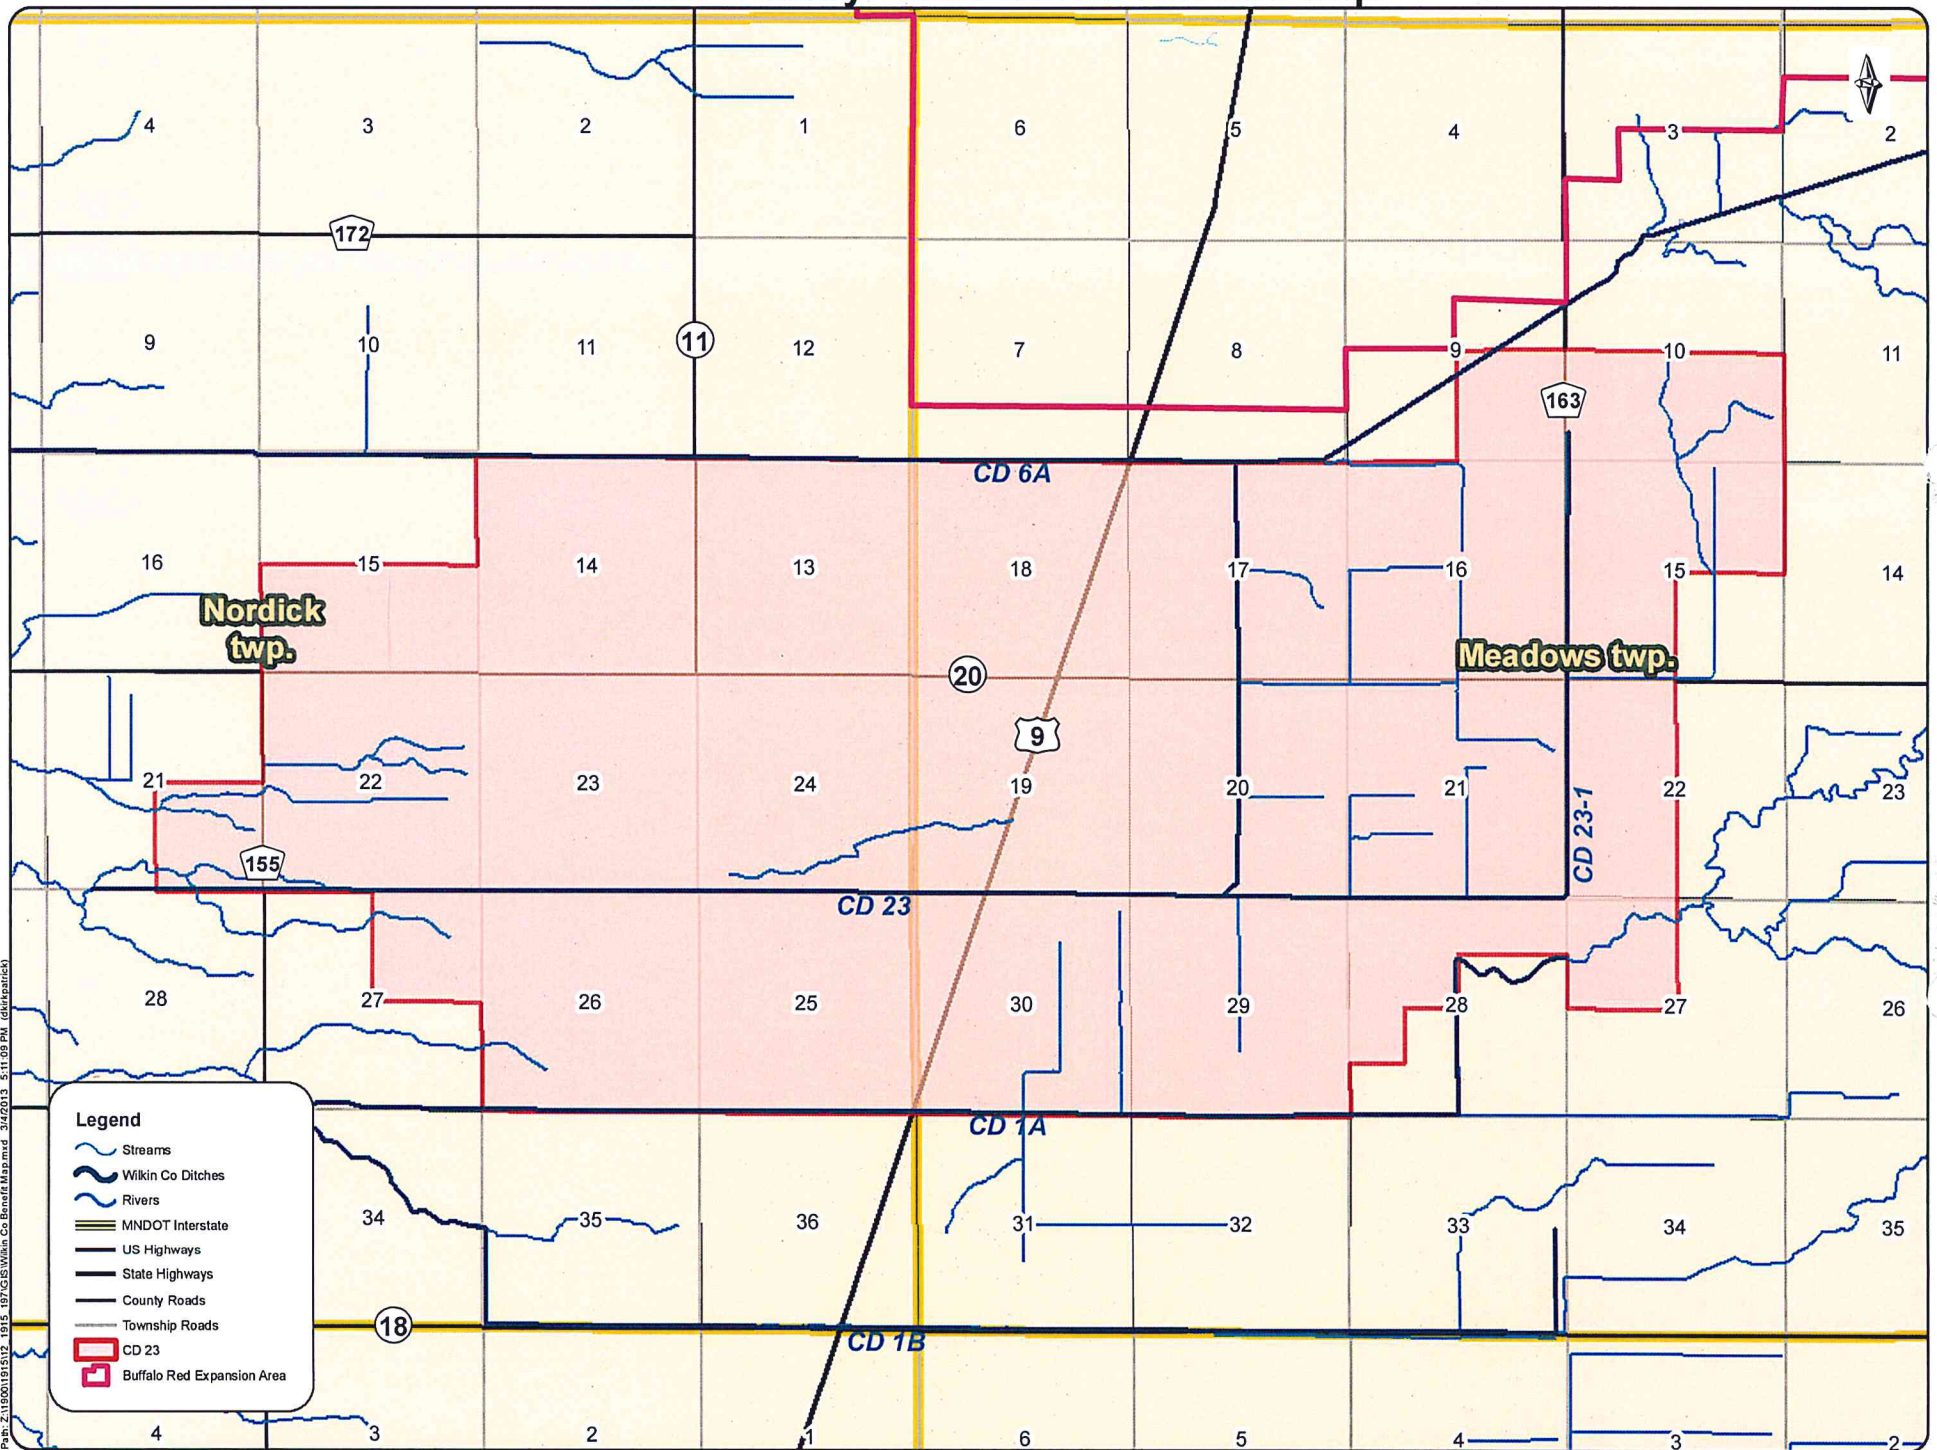 4 3 2 1 6 5 4 3 2
172
9 10 11 11 12 7 8 9 10 11
163
CD 6A
16 15 14 13 18 17 16 15 14
Nordick
twp.
Meadows twp.
20
9
21 22 23 24 19 20 21 22 23
CD 23-1
155
CD 23
28 27 26 25 30 29 28 27 26
CD 1A
34 35 36 31 32 33 34 35
18
CD 1B
4 3 2 1 6 5 4 3 2
Legend
Streams
Wilkin Co Ditches
Rivers
MNDOT Interstate
US Highways
State Highways
County Roads
Township Roads
CD 23
Buffalo Red Expansion Area